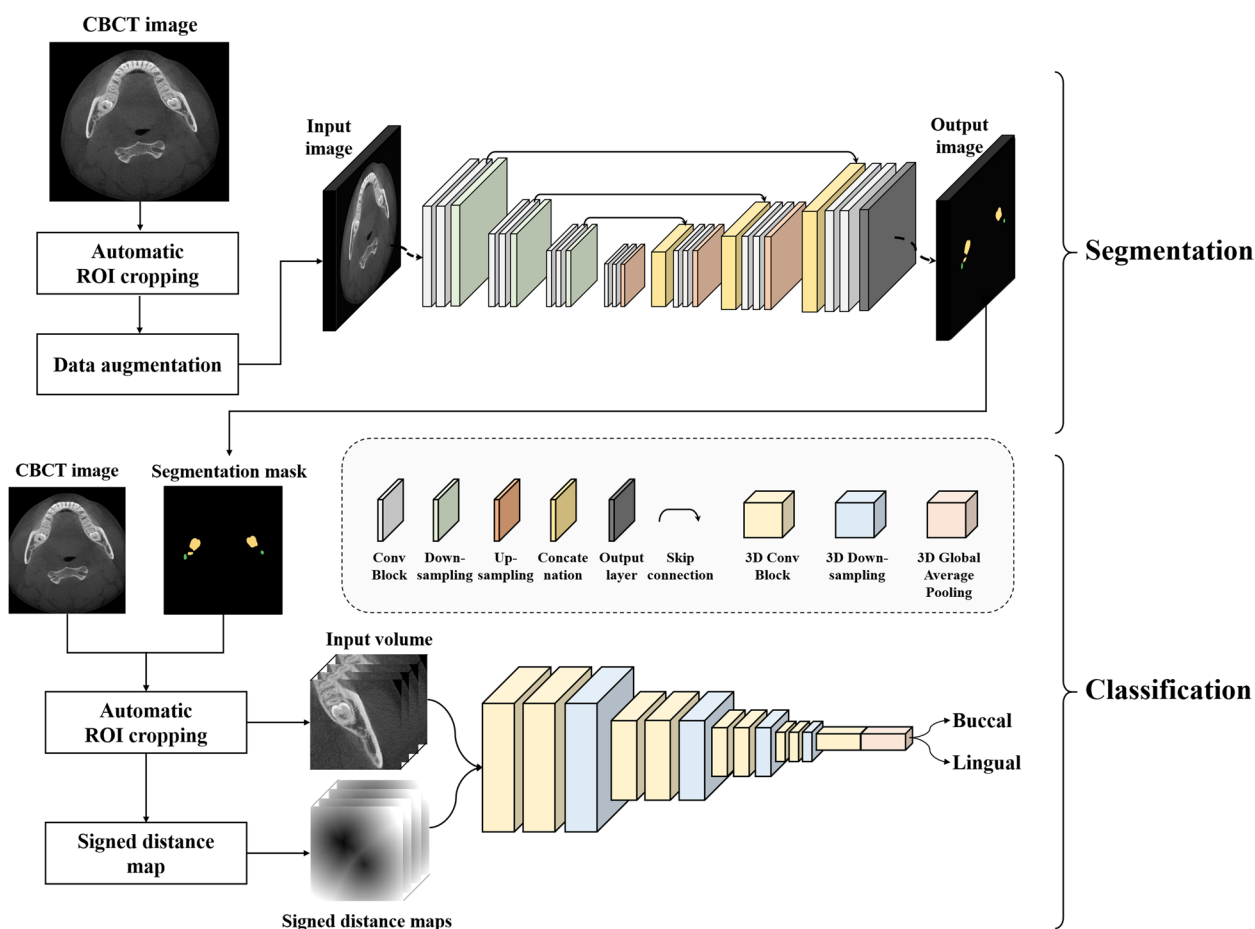 CBCT image
Input
image
Output
image
Automatic
ROI cropping
Data augmentation
Segmentation
CBCT image
Segmentation mask
Conv
Block
Down-
sampling
Up-
sampling
Concate
nation
Output
layer
Skip
connection
3D Conv
Block
3D Down-
sampling
3D Global
Average
Pooling
Input volume
Automatic
ROI cropping
Buccal
Lingual
Classification
Signed distance
map
Signed distance maps